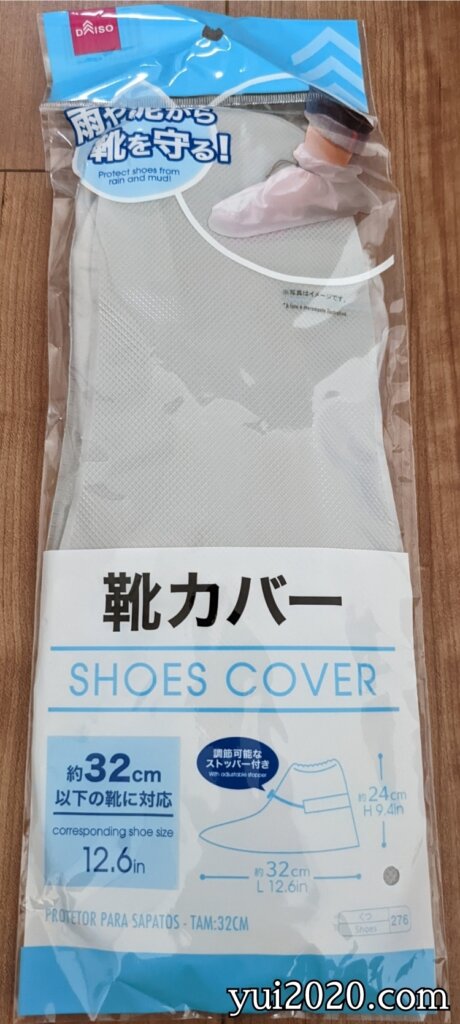 DAISO
雨や泥から
靴を守る!
Protect shoes from
rain and mud!
※写真はイメージです。
靴カバー
SHOES COVER
約32cm
以下の靴に対応
corresponding shoe size
12.6in
調節可能な
ストッパー付き
With adjustable stopper
約24cm
H 9.4in
約32cm
L 12.6in
PROTETOR PARA SAPATOS - TAM:32CM
くつ
Shoes
276
yui2020.com